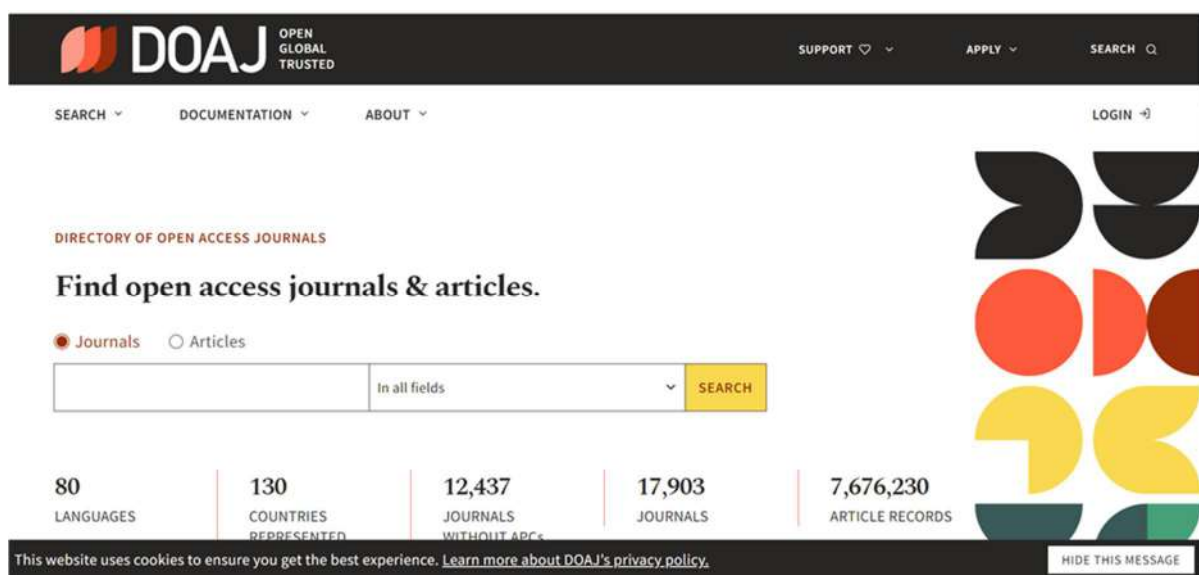 DOAJ
OPEN
GLOBAL
TRUSTED
SUPPORT
APPLY
SEARCH
SEARCH
DOCUMENTATION
ABOUT
LOGIN
DIRECTORY OF OPEN ACCESS JOURNALS
Find open access journals & articles.
Journals Articles
In all fields
SEARCH
80
LANGUAGES
130
COUNTRIES
REPRESENTED
12,437
JOURNALS
WITHOUT APCs
17,903
JOURNALS
7,676,230
ARTICLE RECORDS
This website uses cookies to ensure you get the best experience. Learn more about DOAJ's privacy policy.
HIDE THIS MESSAGE